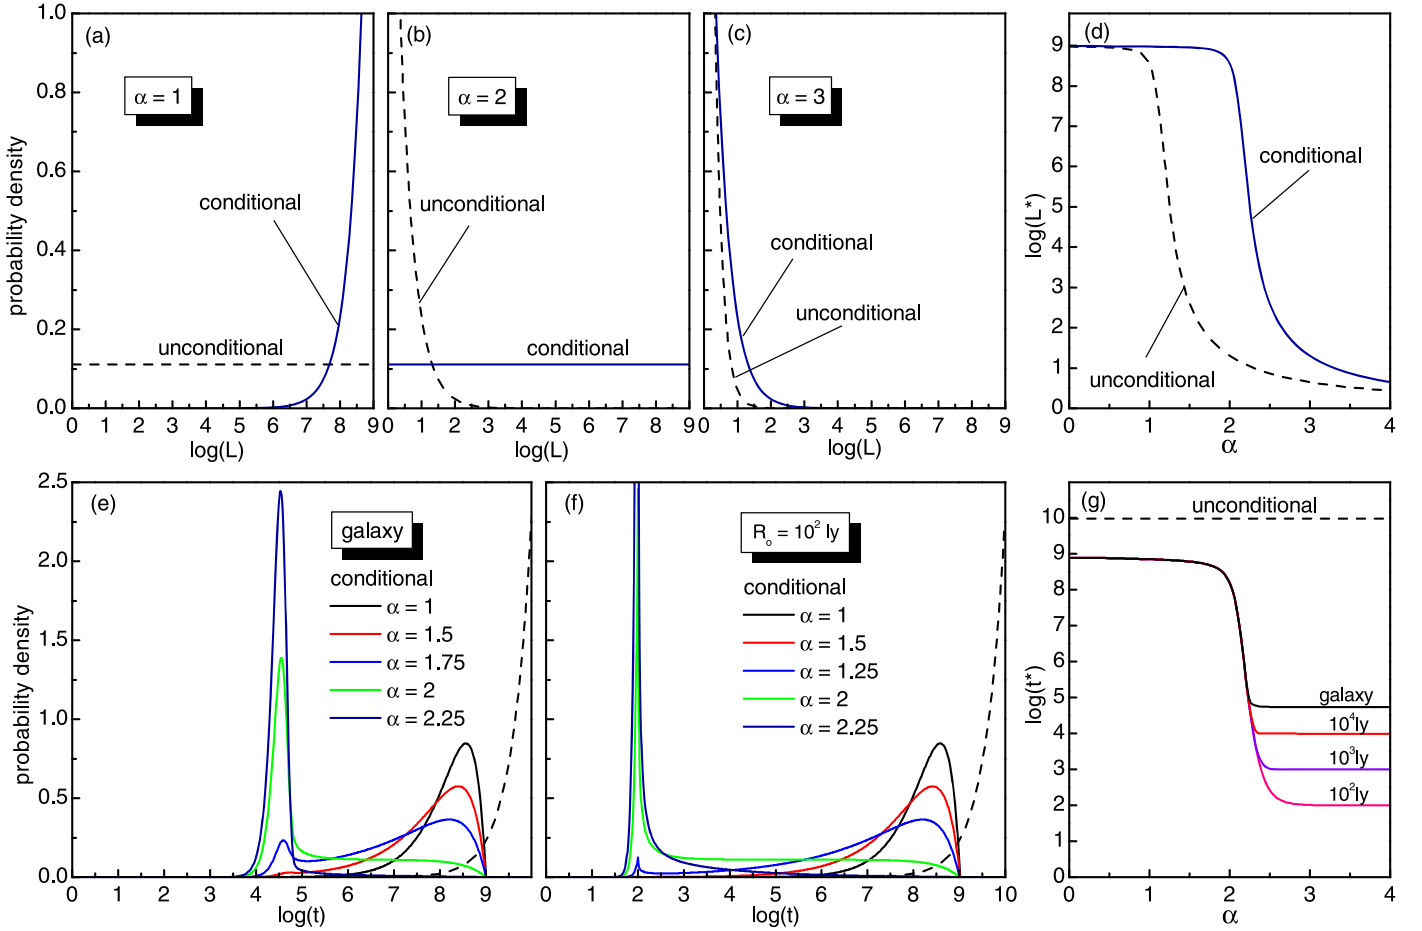 (a)
α = 1
conditional
unconditional
probability density
1.0
0.8
0.6
0.4
0.2
0.0
0 1 2 3 4 5 6 7 8 9
log(L)
(b)
α = 2
unconditional
conditional
0 1 2 3 4 5 6 7 8 9
log(L)
(c)
α = 3
conditional
unconditional
0 1 2 3 4 5 6 7 8 9
log(L)
(d)
conditional
unconditional
log(L*)
9
8
7
6
5
4
3
2
1
0
0 1 2 3 4
α
(e)
galaxy
conditional
α = 1
α = 1.5
α = 1.75
α = 2
α = 2.25
probability density
2.5
2.0
1.5
1.0
0.5
0.0
0 1 2 3 4 5 6 7 8 9
log(t)
(f)
R₀ = 10² ly
conditional
α = 1
α = 1.5
α = 1.25
α = 2
α = 2.25
0 1 2 3 4 5 6 7 8 9 10
log(t)
(g)
unconditional
galaxy
10⁴ly
10³ly
10²ly
log(t*)
11
10
9
8
7
6
5
4
3
2
1
0
0 1 2 3 4
α